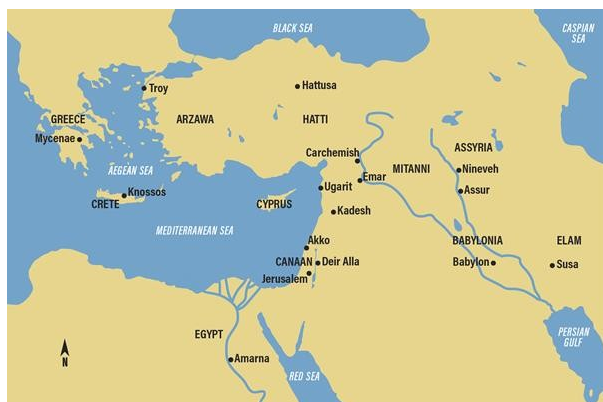 BLACK SEA
CASPIAN
SEA
Troy
Hattusa
GREECE
ARZAWA
HATTI
Mycenae
Carchemish
ASSYRIA
AEGEAN SEA
MITANNI
Nineveh
Emar
Knossos
Ugarit
Assur
CRETE
CYPRUS
Kadesh
MEDITERRANEAN SEA
Akko
BABYLONIA
ELAM
CANAAN
Deir Alla
Babylon
Susa
Jerusalem
EGYPT
PERSIAN
GULF
N
Amarna
RED SEA